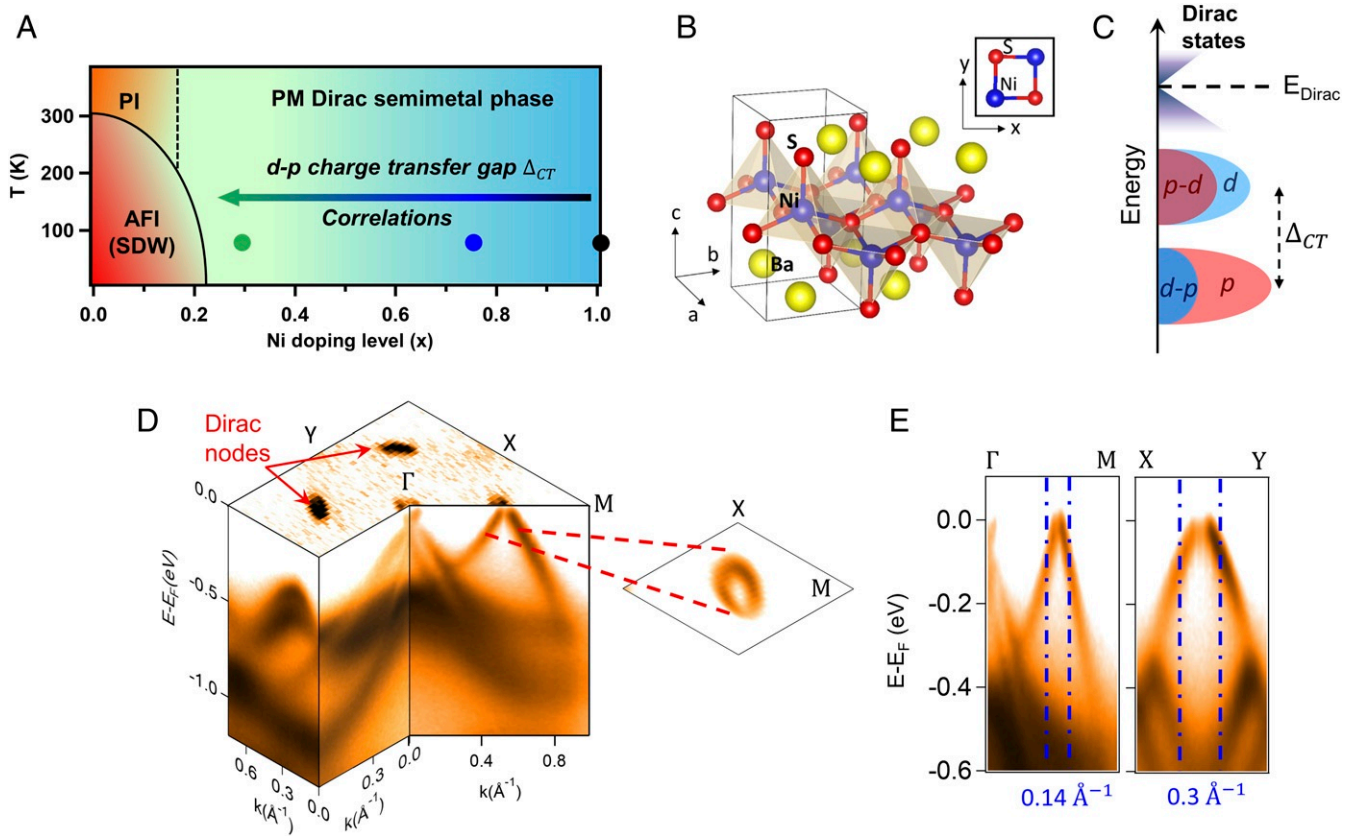 A
PI
PM Dirac semimetal phase
d-p charge transfer gap Δ_CT
Correlations
AFI
(SDW)
T (K)
300
200
100
0.0 0.2 0.4 0.6 0.8 1.0
Ni doping level (x)
B
S
Ni
y
x
S
Ni
Ba
c
b
a
C
Dirac
states
E_Dirac
Energy
p-d d
Δ_CT
d-p p
D
Dirac
nodes
Y
X
Γ
M
0.0
-0.5
-1.0
E-E_F(eV)
0.6 0.3 0.0
k(Å⁻¹)
0.3 0.0
k(Å⁻¹)
0.4 0.8
k(Å⁻¹)
X
M
E
Γ M X Y
0.0
-0.2
-0.4
-0.6
E-E_F (eV)
0.14 Å⁻¹ 0.3 Å⁻¹